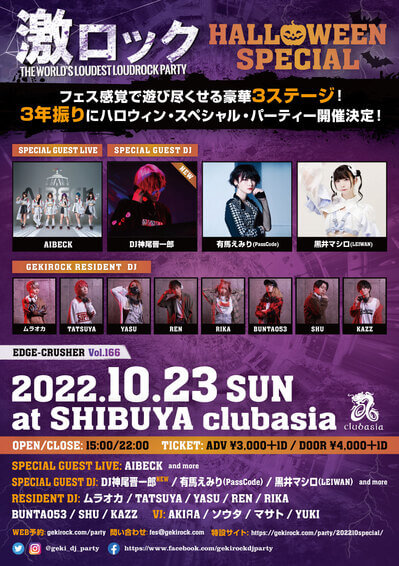 激ロック
THE WORLD'S LOUDEST LOUDROCK PARTY
HALLOWEEN
SPECIAL
フェス感覚で遊び尽くせる豪華3ステージ！
3年振りにハロウィン・スペシャル・パーティー開催決定！
SPECIAL GUEST LIVE
SPECIAL GUEST DJ
NEW
AIBECK
DJ神尾晋一郎
有馬えみり(PassCode)
黒井マシロ(LEIWAN)
GEKIROCK RESIDENT DJ
ムラオカ TATSUYA YASU REN RIKA BUNTA053 SHU KAZZ
EDGE-CRUSHER Vol.166
2022.10.23 SUN
at SHIBUYA clubasia
clubasia
OPEN/CLOSE: 15:00/22:00 TICKET: ADV ¥3,000+1D / DOOR ¥4,000+1D
SPECIAL GUEST LIVE: AIBECK and more
SPECIAL GUEST DJ: DJ神尾晋一郎NEW / 有馬えみり(PassCode) / 黒井マシロ(LEIWAN) and more
RESIDENT DJ: ムラオカ / TATSUYA / YASU / REN / RIKA
BUNTA053 / SHU / KAZZ VJ: AKIRA / ソウタ / マサト / YUKI
WEB予約: gekirock.com/party 問い合わせ: fes@gekirock.com 特設サイト: https://gekirock.com/party/202210special/
@geki_dj_party https://www.facebook.com/gekirockdjparty